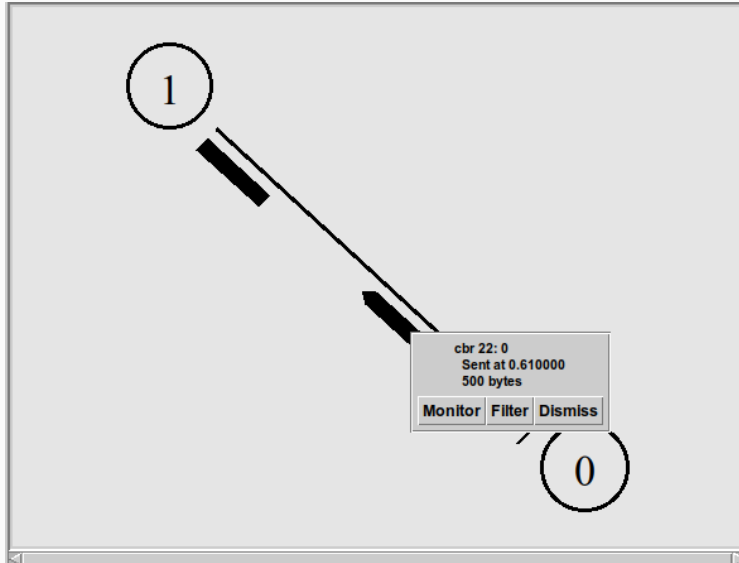 1
cbr 22: 0
Sent at 0.610000
500 bytes
Monitor Filter Dismiss
0